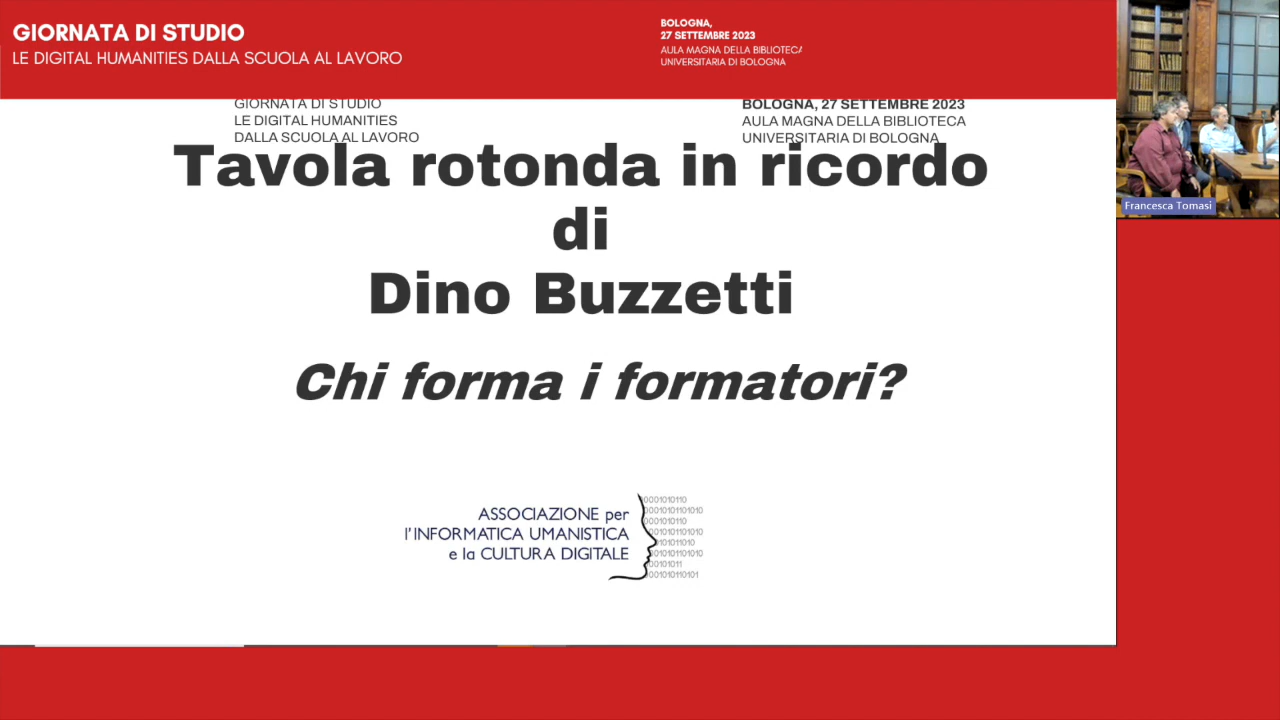 GIORNATA DI STUDIO
LE DIGITAL HUMANITIES DALLA SCUOLA AL LAVORO
BOLOGNA,
27 SETTEMBRE 2023
AULA MAGNA DELLA BIBLIOTECA
UNIVERSITARIA DI BOLOGNA
GIORNATA DI STUDIO
LE DIGITAL HUMANITIES
DALLA SCUOLA AL LAVORO
BOLOGNA, 27 SETTEMBRE 2023
AULA MAGNA DELLA BIBLIOTECA
UNIVERSITARIA DI BOLOGNA
Tavola rotonda in ricordo
di
Dino Buzzetti
Chi forma i formatori?
ASSOCIAZIONE per
l'INFORMATICA UMANISTICA
e la CULTURA DIGITALE
Francesca Tomasi